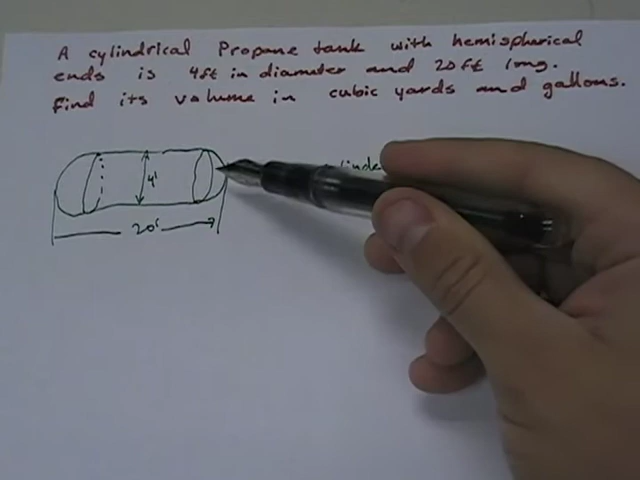 A cylindrical Propane tank with hemispherical
ends is 4ft in diameter and 20ft long.
Find its volume in cubic yards and gallons.
4'
20'